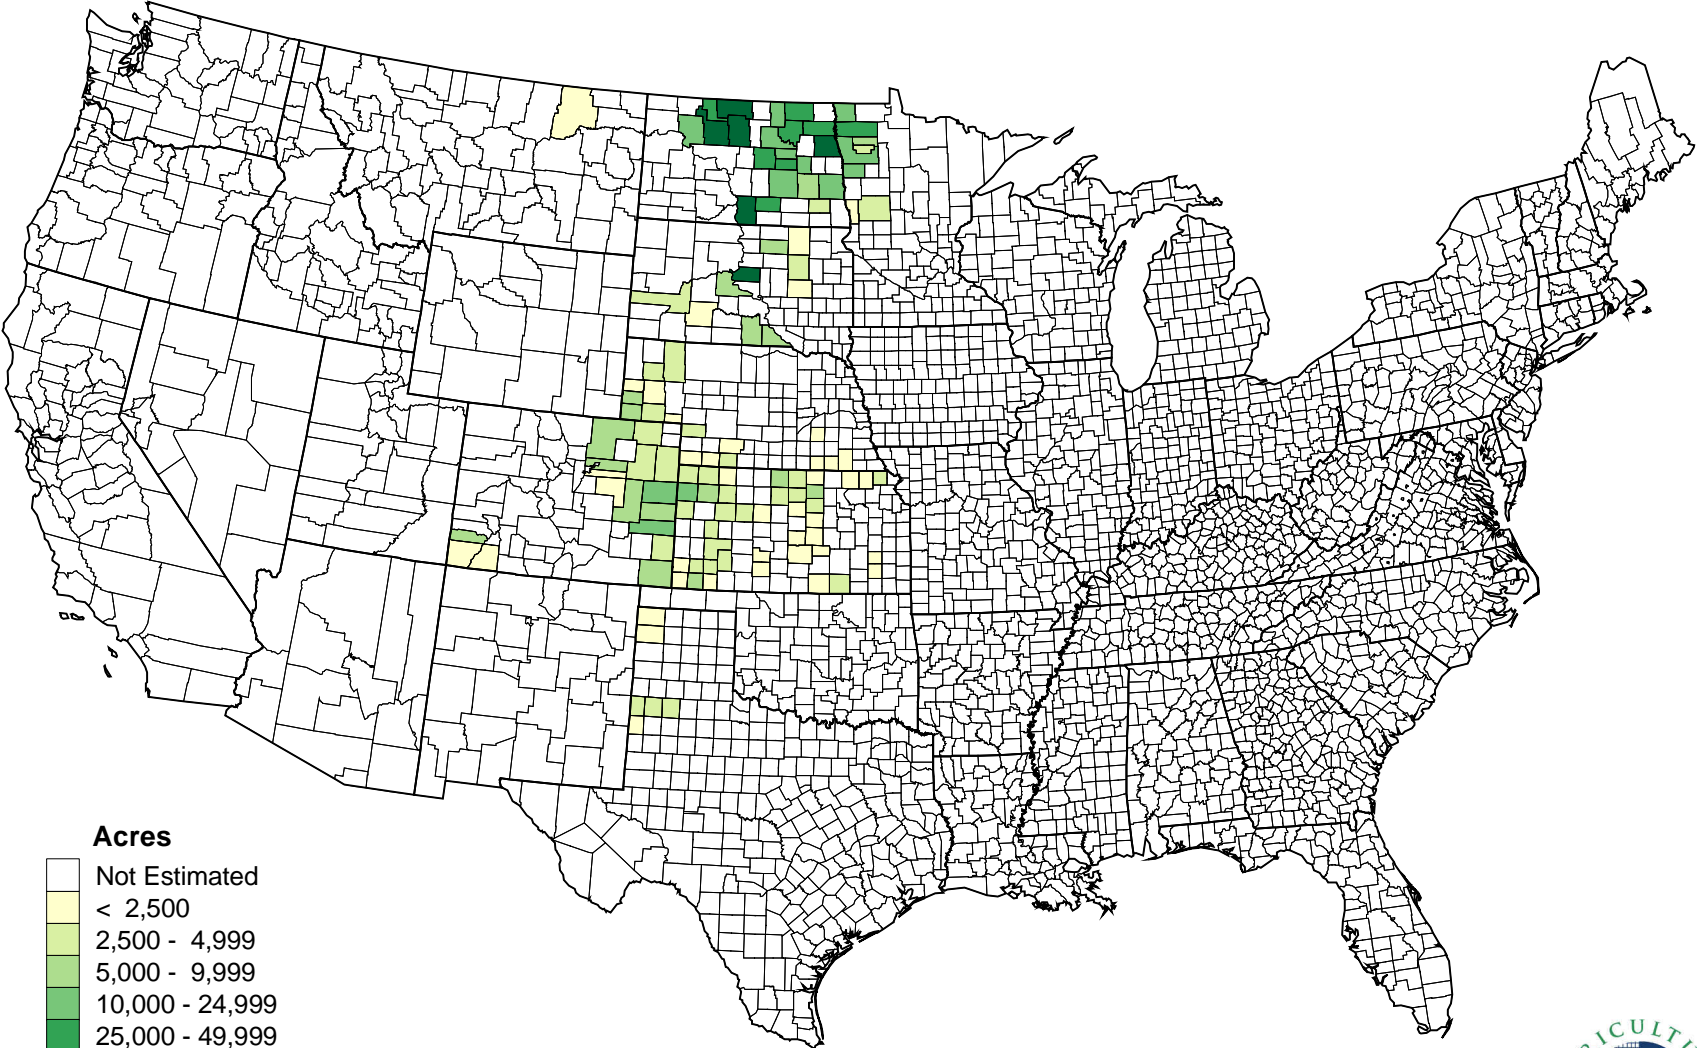 Acres
Not Estimated
< 2,500
2,500 - 4,999
5,000 - 9,999
10,000 - 24,999
25,000 - 49,999